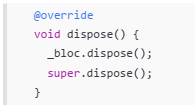 @override
void dispose() {
  _bloc.dispose();
  super.dispose();
}